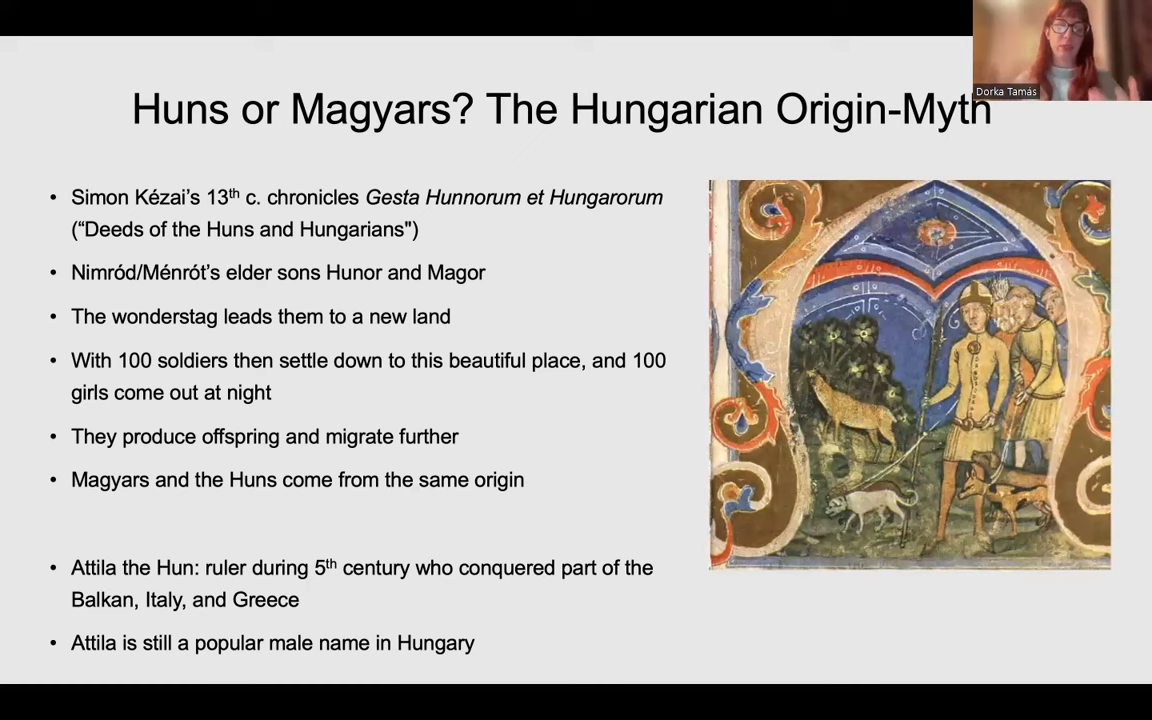 Dorka Tamás
Huns or Magyars? The Hungarian Origin-Myth
• Simon Kézai’s 13th c. chronicles Gesta Hunnorum et Hungarorum
(“Deeds of the Huns and Hungarians")
• Nimród/Ménrót’s elder sons Hunor and Magor
• The wonderstag leads them to a new land
• With 100 soldiers then settle down to this beautiful place, and 100
girls come out at night
• They produce offspring and migrate further
• Magyars and the Huns come from the same origin
• Attila the Hun: ruler during 5th century who conquered part of the
Balkan, Italy, and Greece
• Attila is still a popular male name in Hungary